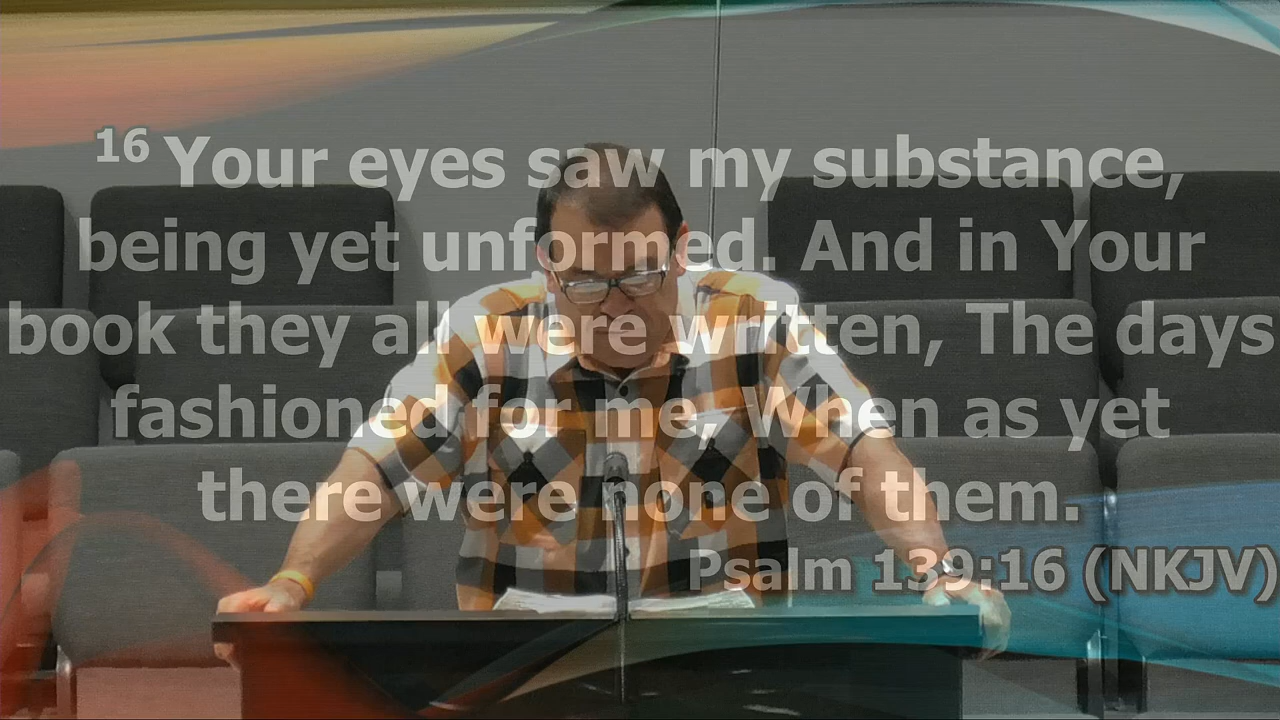 16 Your eyes saw my substance,
being yet unformed. And in Your
book they all were written, The days
fashioned for me, When as yet
there were none of them.
Psalm 139:16 (NKJV)